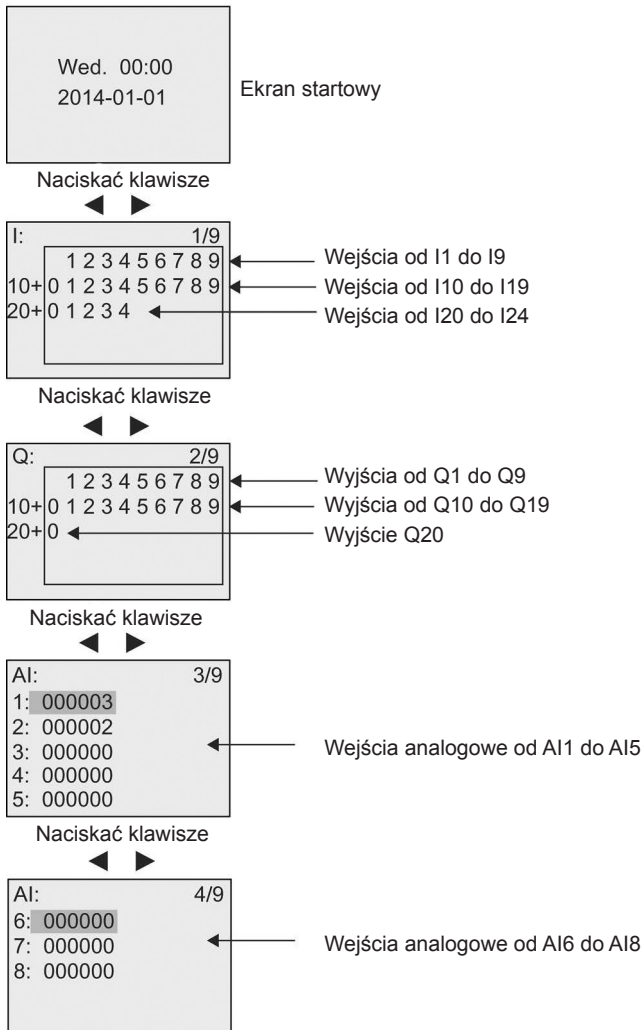 Wed. 00:00
2014-01-01
Ekran startowy
Naciskać klawisze
I: 1/9
1 2 3 4 5 6 7 8 9
Wejścia od I1 do I9
10+ 0 1 2 3 4 5 6 7 8 9
Wejścia od I10 do I19
20+ 0 1 2 3 4
Wejścia od I20 do I24
Naciskać klawisze
Q: 2/9
1 2 3 4 5 6 7 8 9
Wyjścia od Q1 do Q9
10+ 0 1 2 3 4 5 6 7 8 9
Wyjścia od Q10 do Q19
20+ 0
Wyjście Q20
Naciskać klawisze
AI: 3/9
1: 000003
2: 000002
3: 000000
Wejścia analogowe od AI1 do AI5
4: 000000
5: 000000
Naciskać klawisze
AI: 4/9
6: 000000
7: 000000
Wejścia analogowe od AI6 do AI8
8: 000000